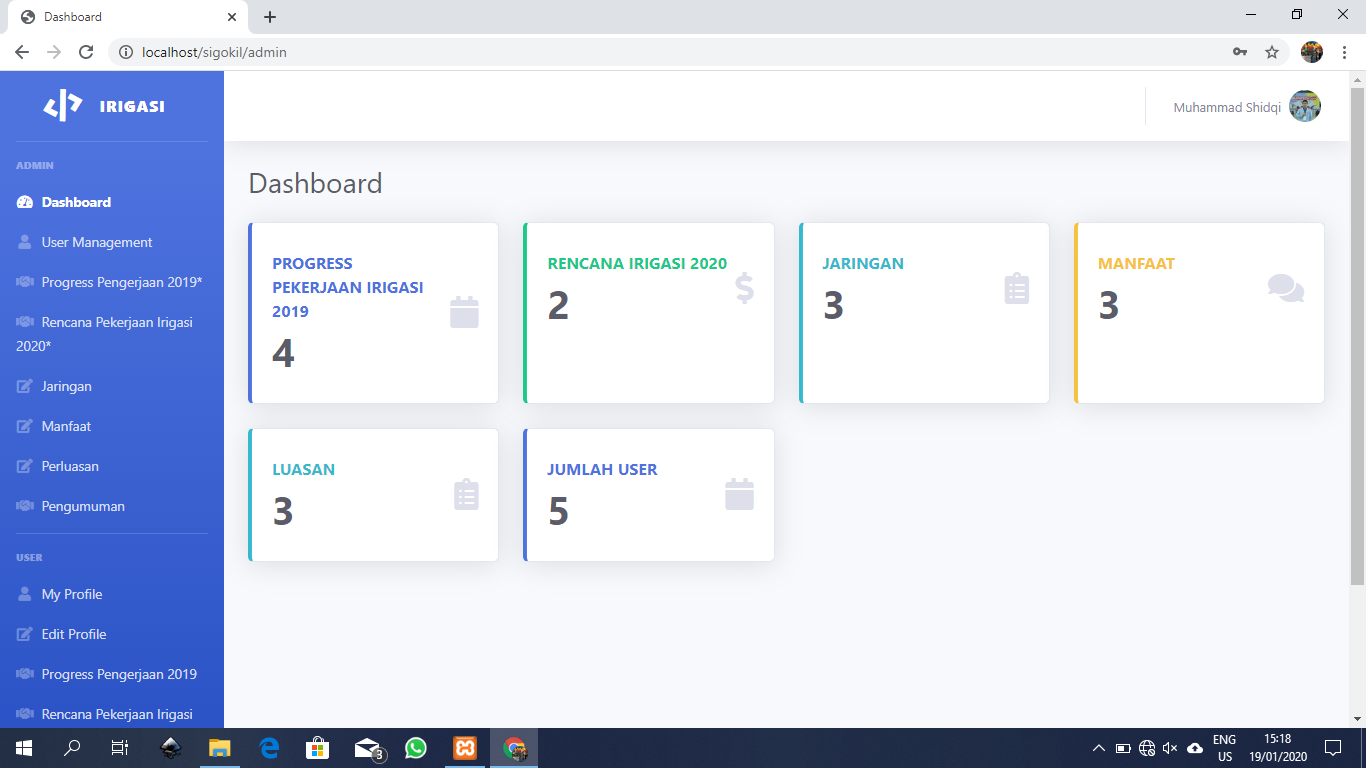 Dashboard
localhost/sigokil/admin
IRIGASI
Muhammad Shidqi
ADMIN
Dashboard
User Management
Progress Pengerjaan 2019*
Rencana Pekerjaan Irigasi
2020*
Jaringan
Manfaat
Perluasan
Pengumuman
USER
My Profile
Edit Profile
Progress Pengerjaan 2019
Rencana Pekerjaan Irigasi
Dashboard
PROGRESS
PEKERJAAN IRIGASI
2019
4
RENCANA IRIGASI 2020
2
JARINGAN
3
MANFAAT
3
LUASAN
3
JUMLAH USER
5
3
ENG
US
15:18
19/01/2020